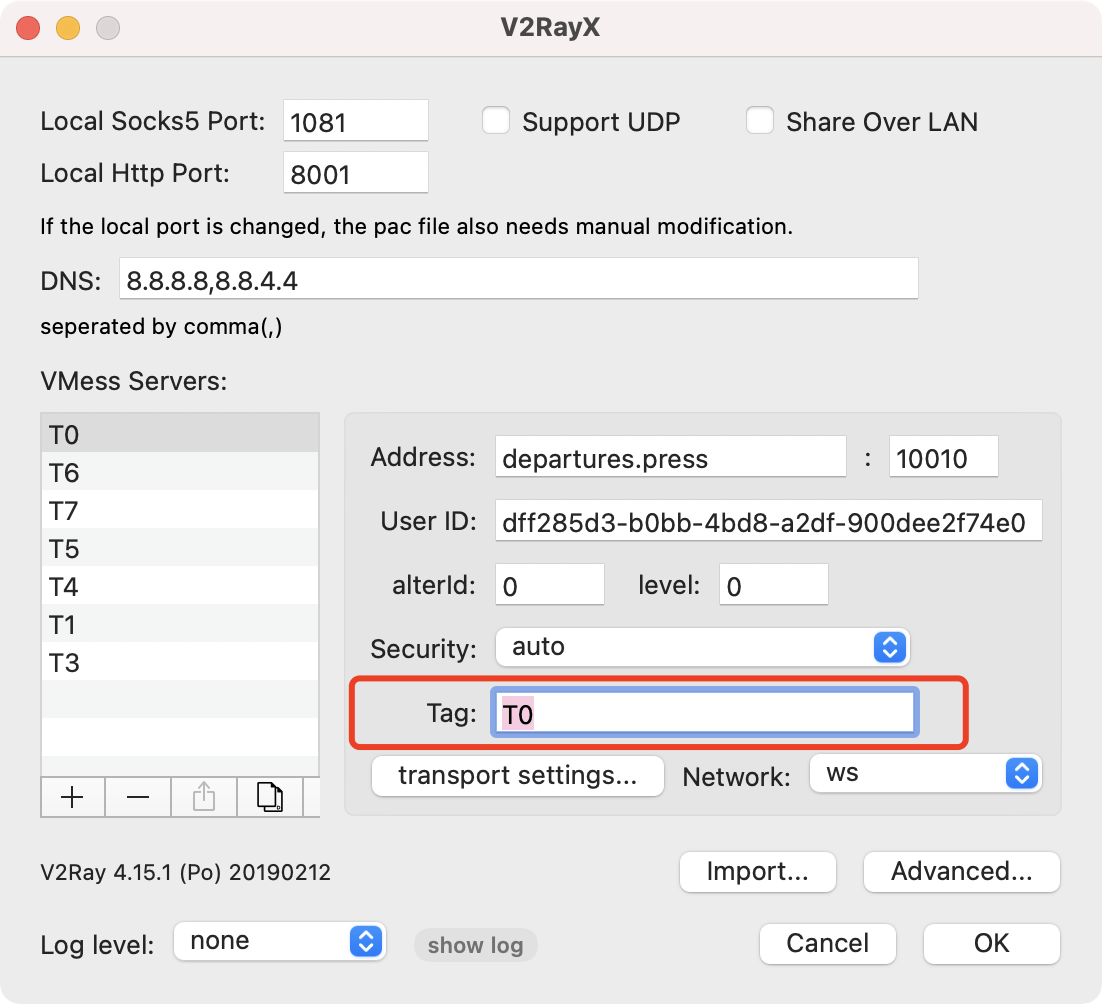 V2RayX
Local Socks5 Port: 1081 Support UDP Share Over LAN
Local Http Port: 8001
If the local port is changed, the pac file also needs manual modification.
DNS: 8.8.8.8,8.8.4.4
seperated by comma(,)
VMess Servers:
T0
T6
T7
T5
T4
T1
T3
Address: departures.press : 10010
User ID: dff285d3-b0bb-4bd8-a2df-900dee2f74e0
alterId: 0 level: 0
Security: auto
Tag: T0
transport settings... Network: ws
V2Ray 4.15.1 (Po) 20190212 Import... Advanced...
Log level: none show log Cancel OK